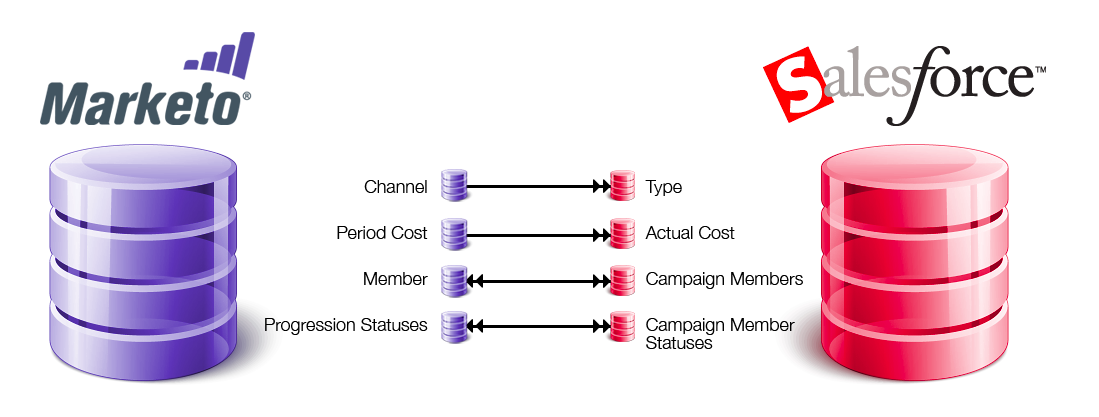 Marketo®
Salesforce™
Channel
Type
Period Cost
Actual Cost
Member
Campaign Members
Progression Statuses
Campaign Member
Statuses